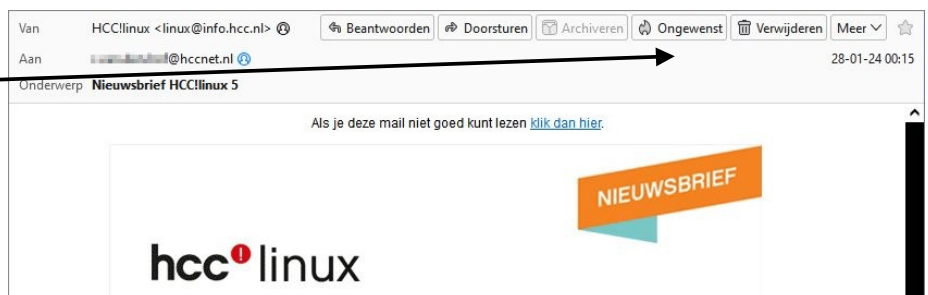 Van HCC!linux <linux@info.hcc.nl> Beantwoorden Doorsturen Archiveren Ongewenst Verwijderen Meer
Aan @hccnet.nl 28-01-24 00:15
Onderwerp Nieuwsbrief HCC!linux 5
Als je deze mail niet goed kunt lezen klik dan hier.
NIEUWSBRIEF
hcc! linux